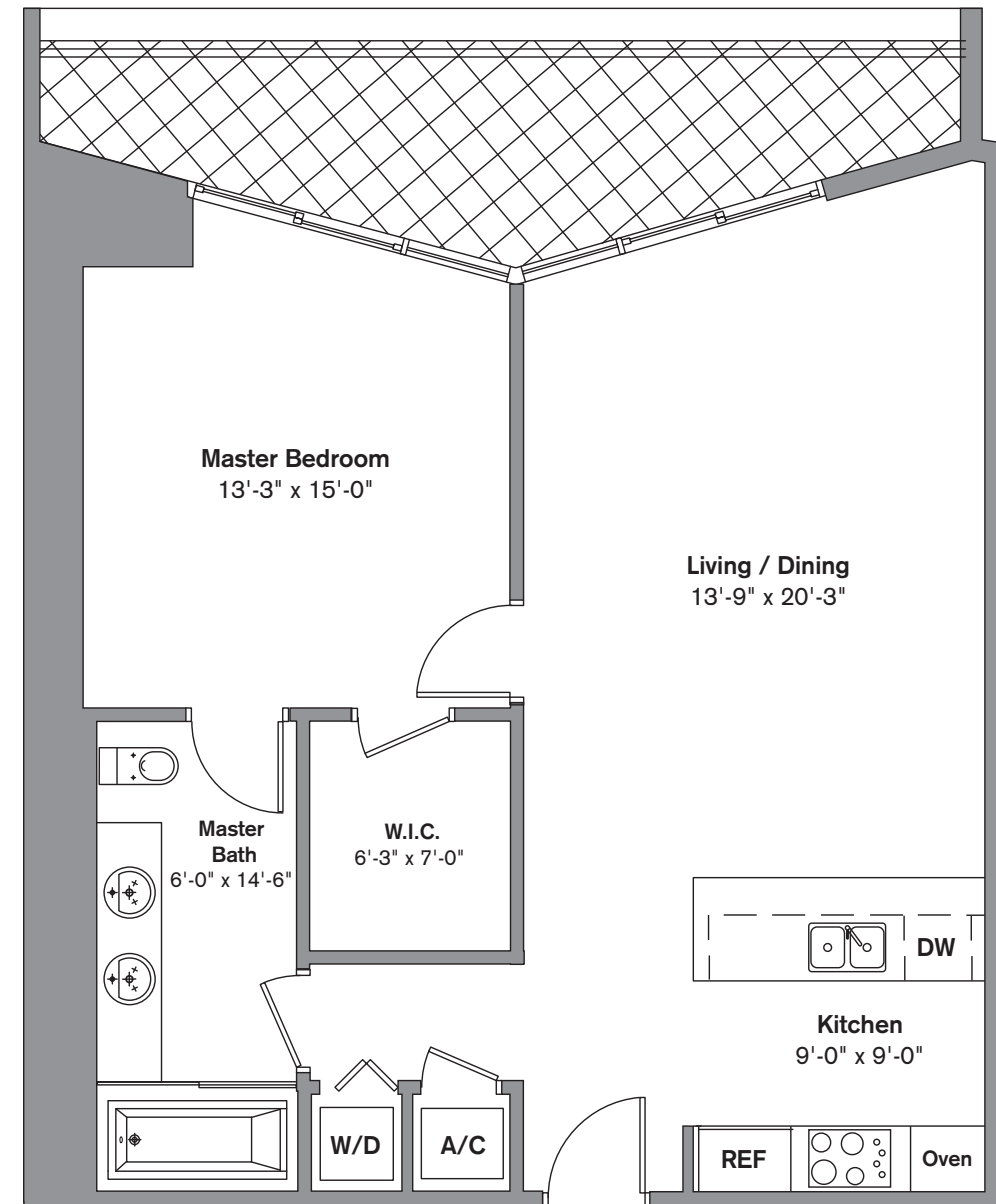 Master Bedroom
13'-3" x 15'-0"
Living / Dining
13'-9" x 20'-3"
Master
Bath
6'-0" x 14'-6"
W.I.C.
6'-3" x 7'-0"
DW
Kitchen
9'-0" x 9'-0"
W/D
A/C
REF
Oven